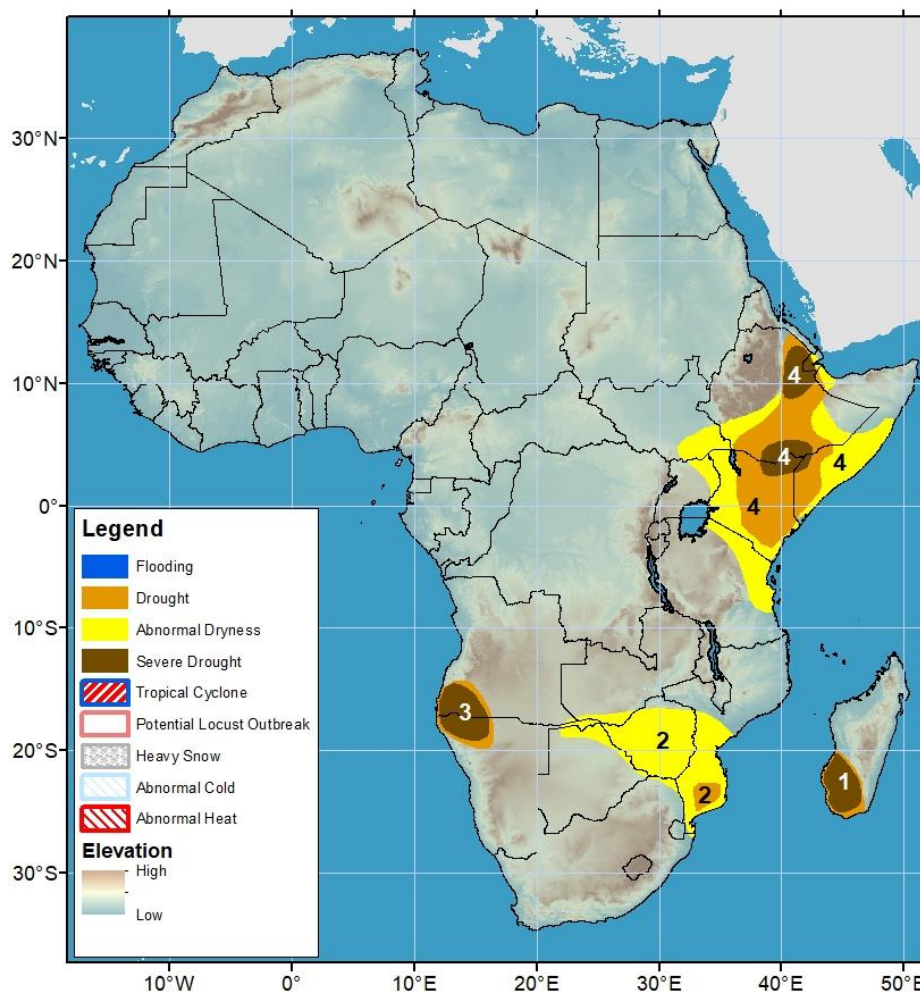 30°N
20°N
10°N
0°
10°S
20°S
30°S
4
4
4
4
3
2
2
1
Legend
Flooding
Drought
Abnormal Dryness
Severe Drought
Tropical Cyclone
Potential Locust Outbreak
Heavy Snow
Abnormal Cold
Abnormal Heat
Elevation
High
Low
10°W 0° 10°E 20°E 30°E 40°E 50°E